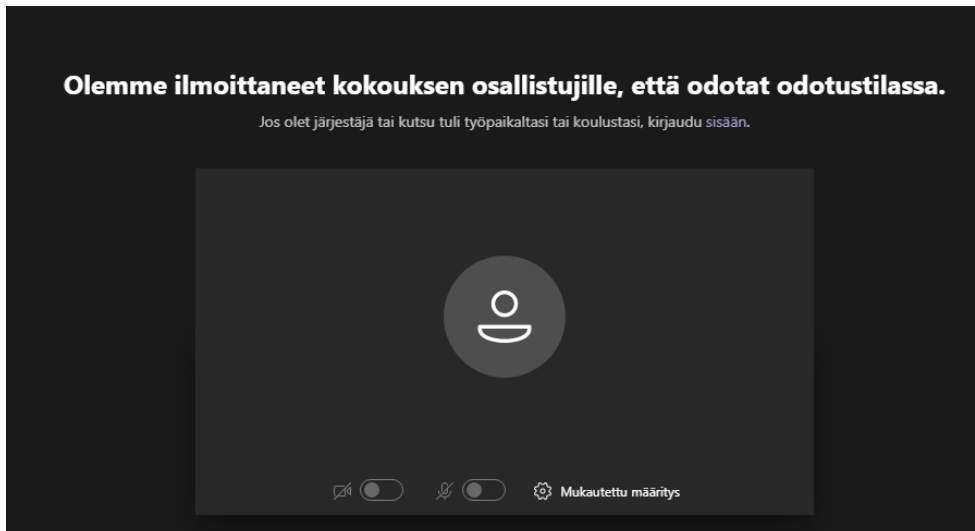 Olemme ilmoittaneet kokouksen osallistujille, että odotat odotustilassa.
Jos olet järjestäjä tai kutsu tuli työpaikaltasi tai koulustasi, kirjaudu sisään.
Mukautettu määritys